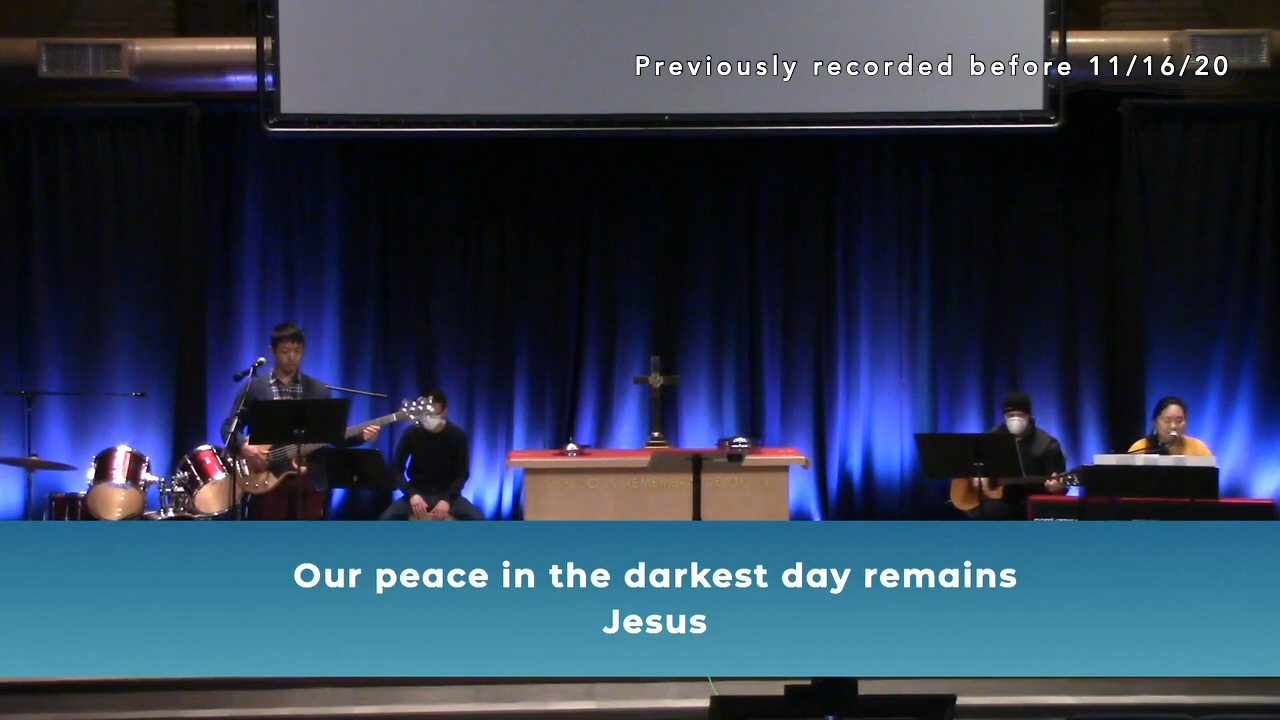 Previously recorded before 11/16/20
Our peace in the darkest day remains
Jesus